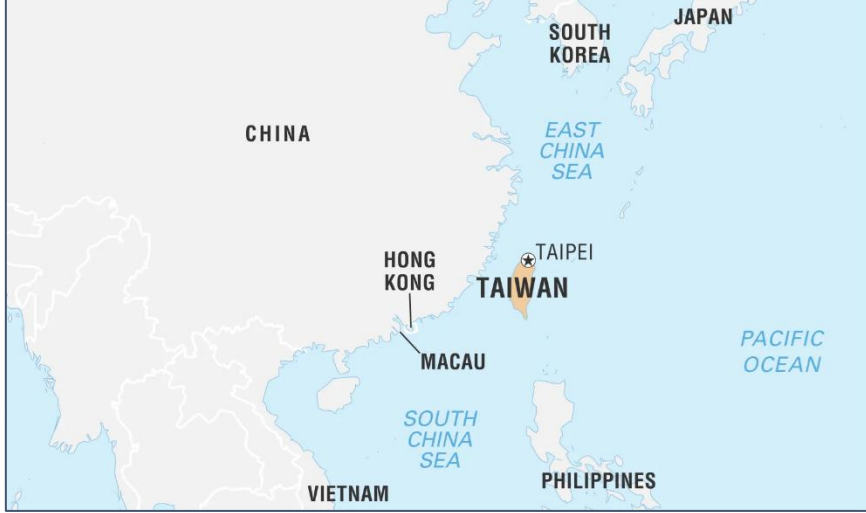 JAPAN
SOUTH
KOREA
CHINA
EAST
CHINA
SEA
TAIPEI
HONG
KONG
TAIWAN
MACAU
PACIFIC
OCEAN
SOUTH
CHINA
SEA
PHILIPPINES
VIETNAM